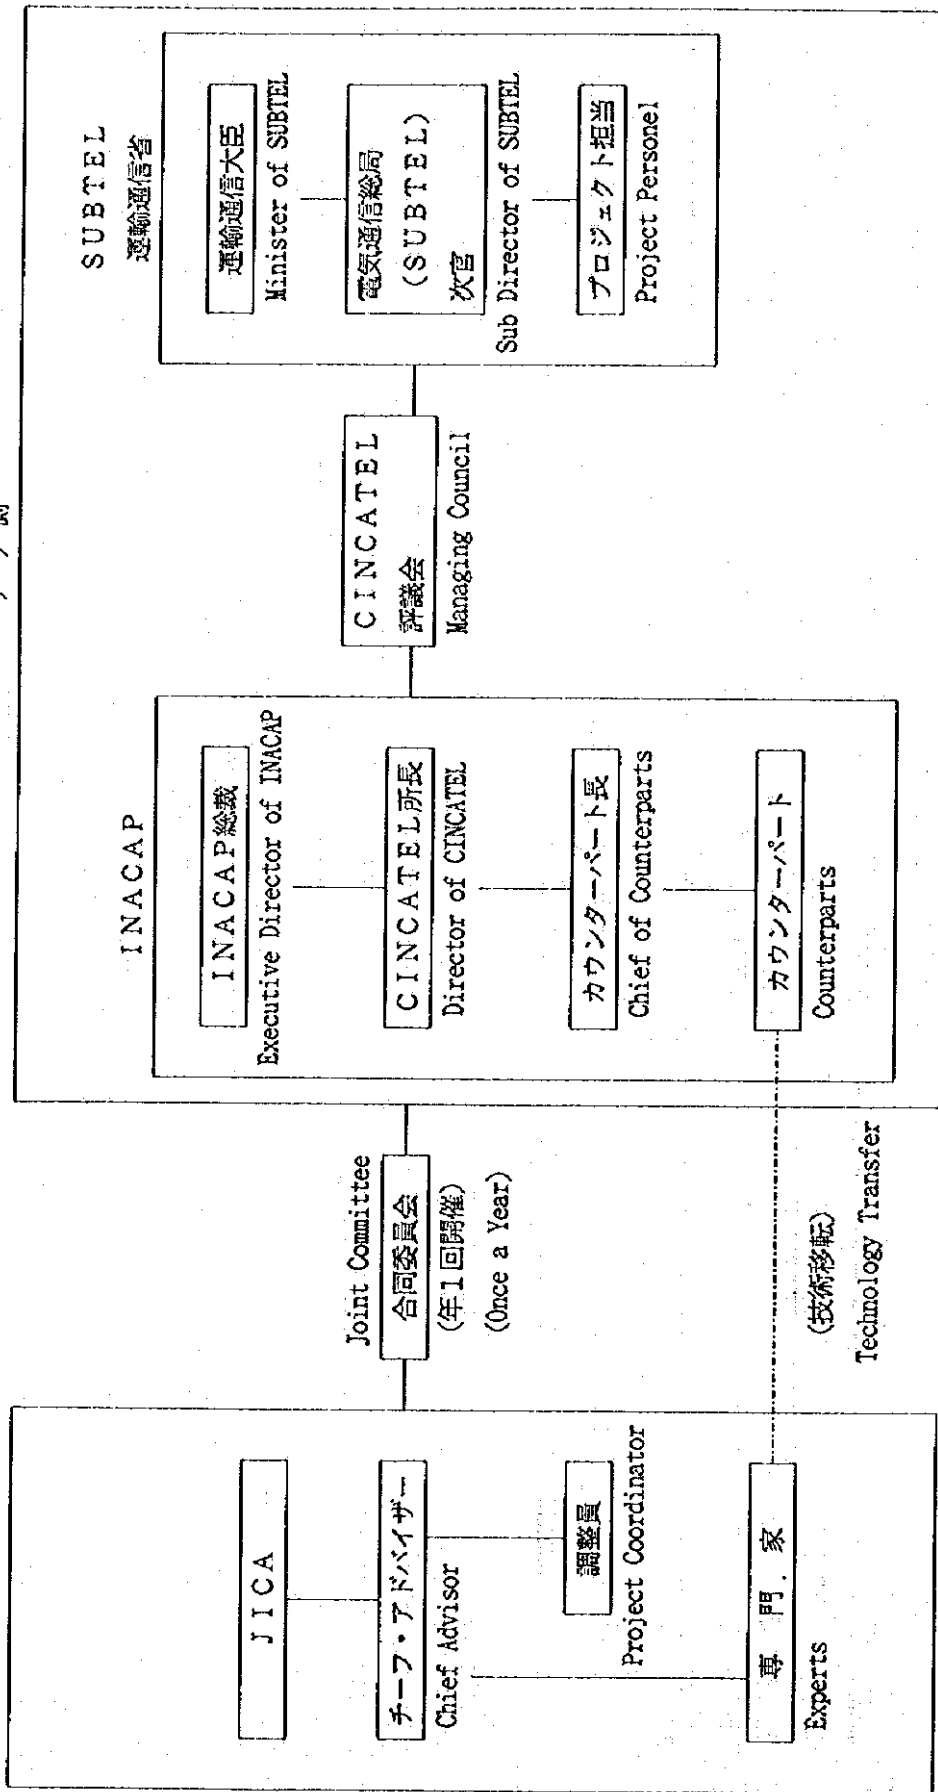 JICA
チーフ・アドバイザー
Chief Advisor
調整員
Project Coordinator
専門家
Experts
Joint Committee
合同委員会
(年1回開催)
(Once a Year)
(技術移転)
Technology Transfer
INACAP
INACAP総裁
Executive Director of INACAP
CINCATEL所長
Director of CINCATEL
カウンターパート長
Chief of Counterparts
カウンターパート
Counterparts
CINCATEL
評議会
Managing Council
SUBTEL
運輸通信省
運輸通信大臣
Minister of SUBTEL
電気通信総局
(SUBTEL)
次官
Sub Director of SUBTEL
プロジェクト担当
Project Personel